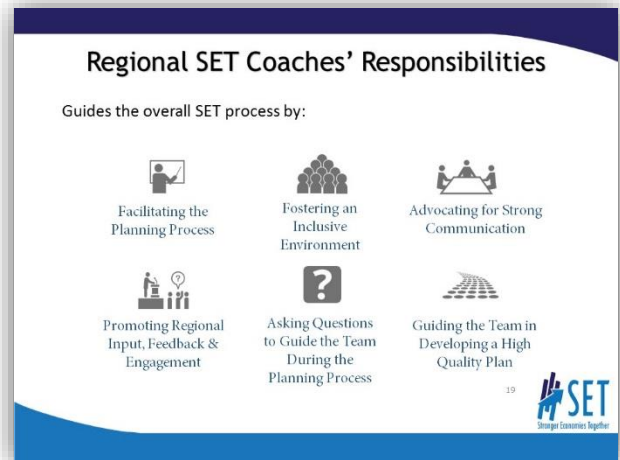 Regional SET Coaches' Responsibilities
Guides the overall SET process by:
Facilitating the
Planning Process
Fostering an
Inclusive
Environment
Advocating for Strong
Communication
Promoting Regional
Input, Feedback &
Engagement
?
Asking Questions
to Guide the Team
During the
Planning Process
Guiding the Team in
Developing a High
Quality Plan
19
SET
Stronger Economies Together